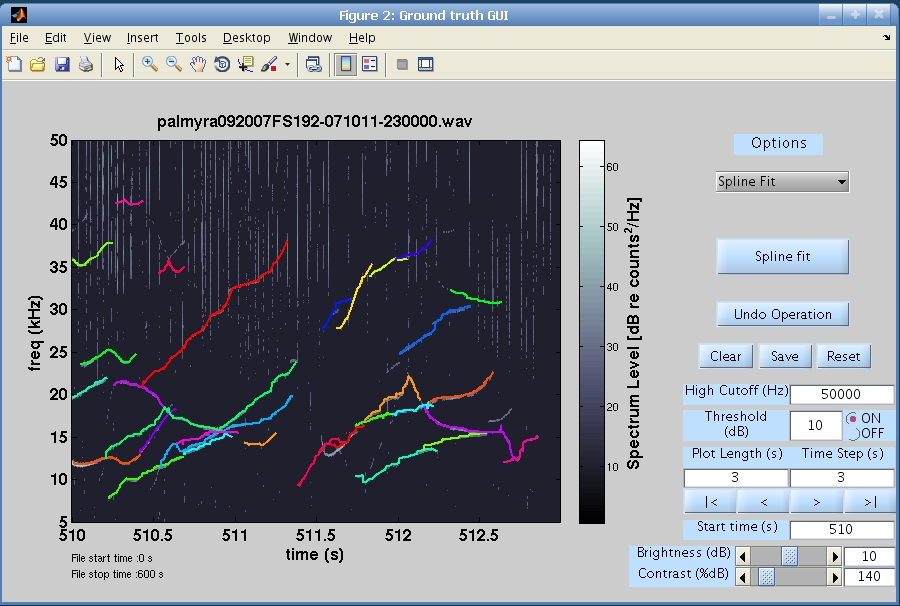 Figure 2: Ground truth GUI
File Edit View Insert Tools Desktop Window Help
palmyra092007FS192-071011-230000.wav
50
45
40
35
30
25
20
15
10
5
freq (kHz)
510 510.5 511 511.5 512 512.5
time (s)
File start time :0 s
File stop time :600 s
60
50
40
30
20
10
Spectrum Level [dB re counts²/Hz]
Options
Spline Fit
Spline fit
Undo Operation
Clear Save Reset
High Cutoff (Hz) 50000
Threshold (dB) 10 ON OFF
Plot Length (s) Time Step (s)
3 3
|< < > >|
Start time (s) 510
Brightness (dB) 10
Contrast (%dB) 140